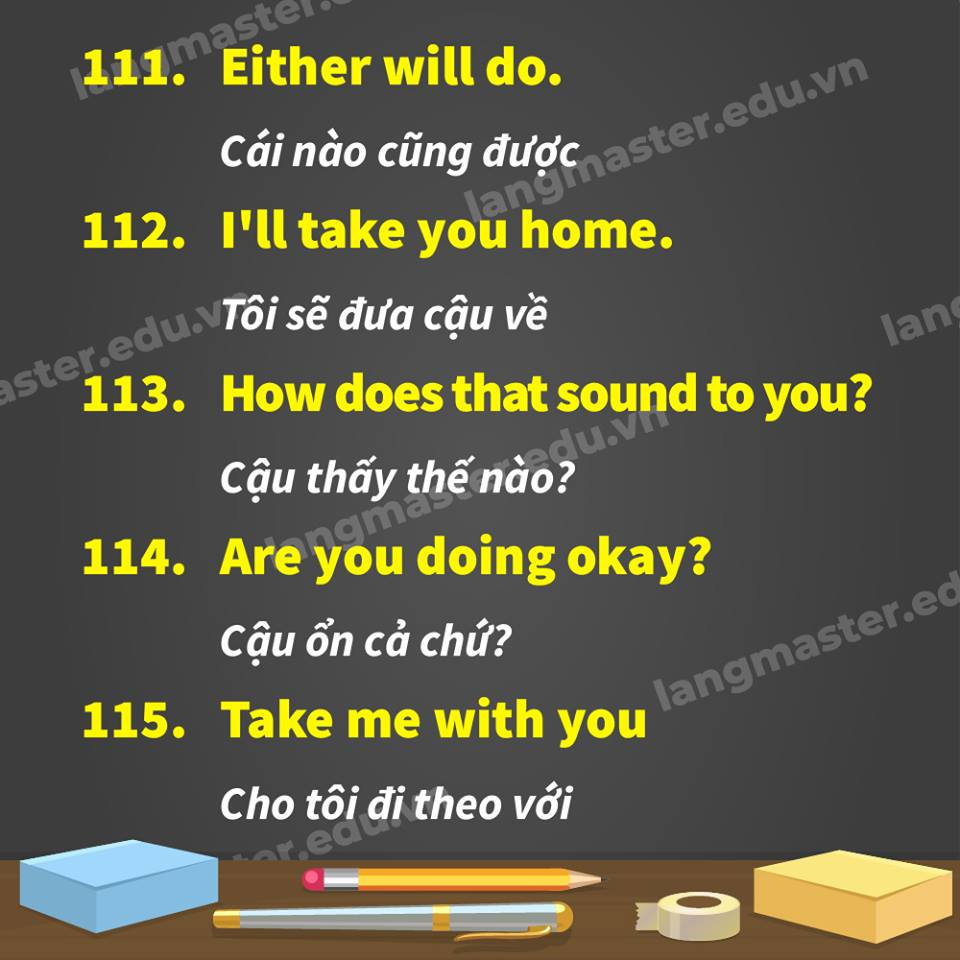 111. Either will do.
Cái nào cũng được
112. I'll take you home.
Tôi sẽ đưa cậu về
113. How does that sound to you?
Cậu thấy thế nào?
114. Are you doing okay?
Cậu ổn cả chứ?
115. Take me with you
Cho tôi đi theo với
langmaster.edu.vn
langmaster.edu.vn
langmaster.edu.vn
langmaster.edu.vn